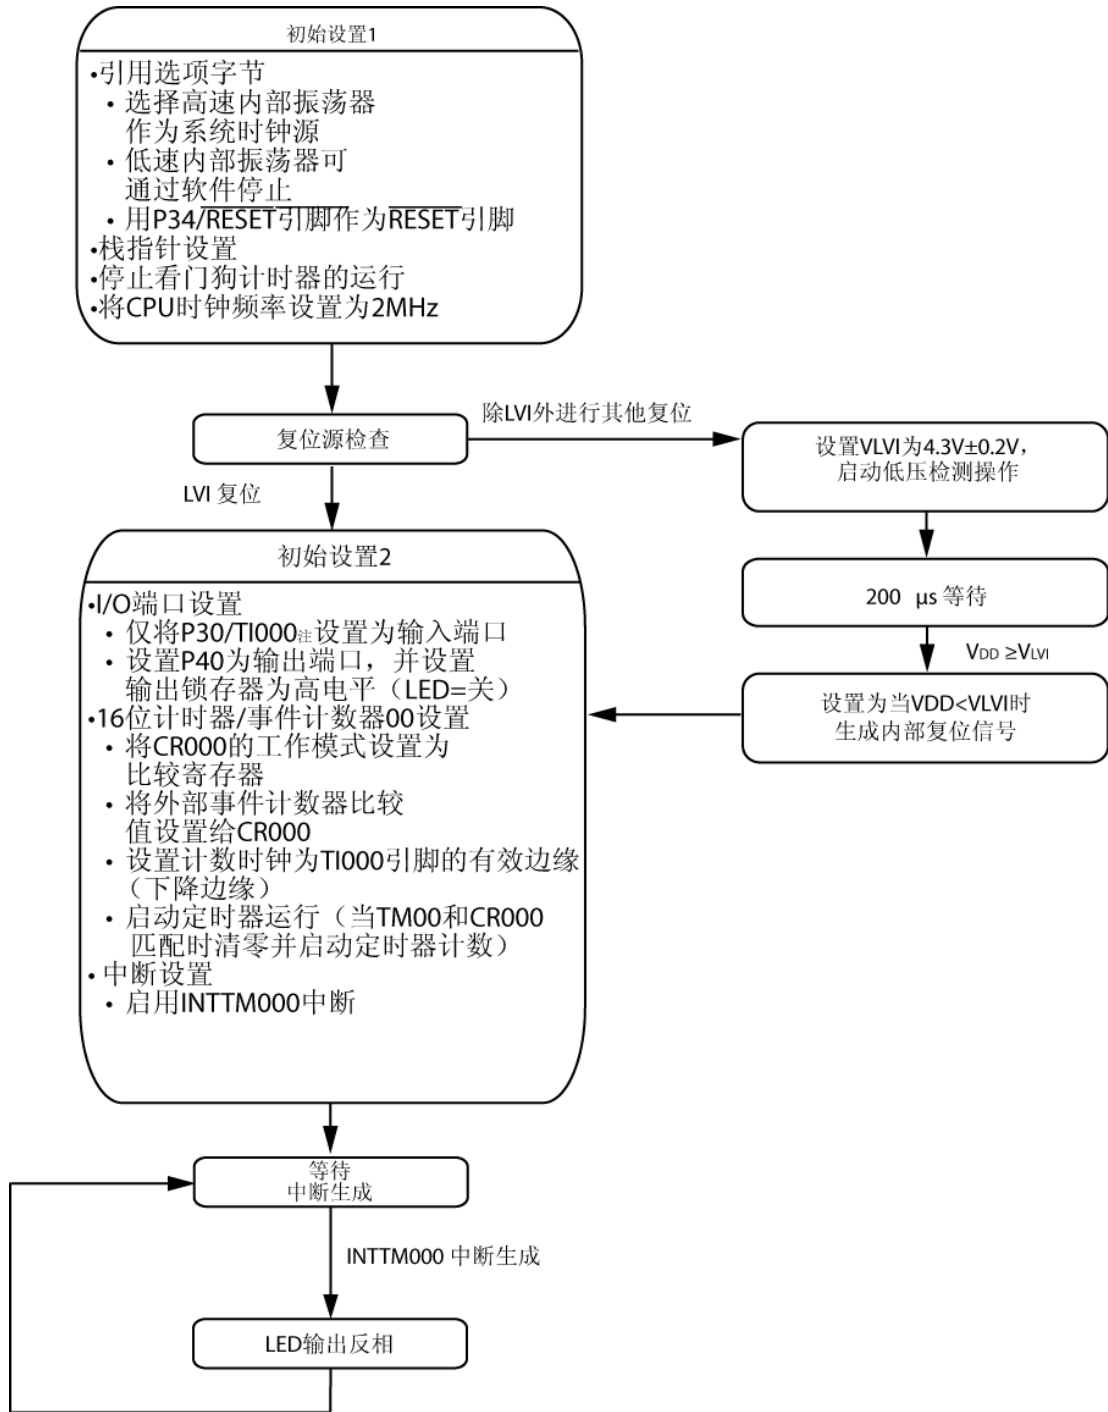 初始设置1
•引用选项字节
• 选择高速内部振荡器
作为系统时钟源
• 低速内部振荡器可
通过软件停止
• 用P34/RESET引脚作为RESET引脚
•栈指针设置
•停止看门狗计时器的运行
•将CPU时钟频率设置为2MHz
复位源检查
除LVI外进行其他复位
设置VLVI为4.3V±0.2V，
启动低压检测操作
LVI 复位
200 μs 等待
VDD ≥VLVI
设置为当VDD<VLVI时
生成内部复位信号
初始设置2
•I/O端口设置
• 仅将P30/TI000注设置为输入端口
• 设置P40为输出端口，并设置
输出锁存器为高电平（LED=关）
•16位计时器/事件计数器00设置
• 将CR000的工作模式设置为
比较寄存器
• 将外部事件计数器比较
值设置给CR000
• 设置计数时钟为TI000引脚的有效边缘
（下降边缘）
• 启动定时器运行（当TM00和CR000
匹配时清零并启动定时器计数）
• 中断设置
• 启用INTTM000中断
等待
中断生成
INTTM000 中断生成
LED输出反相